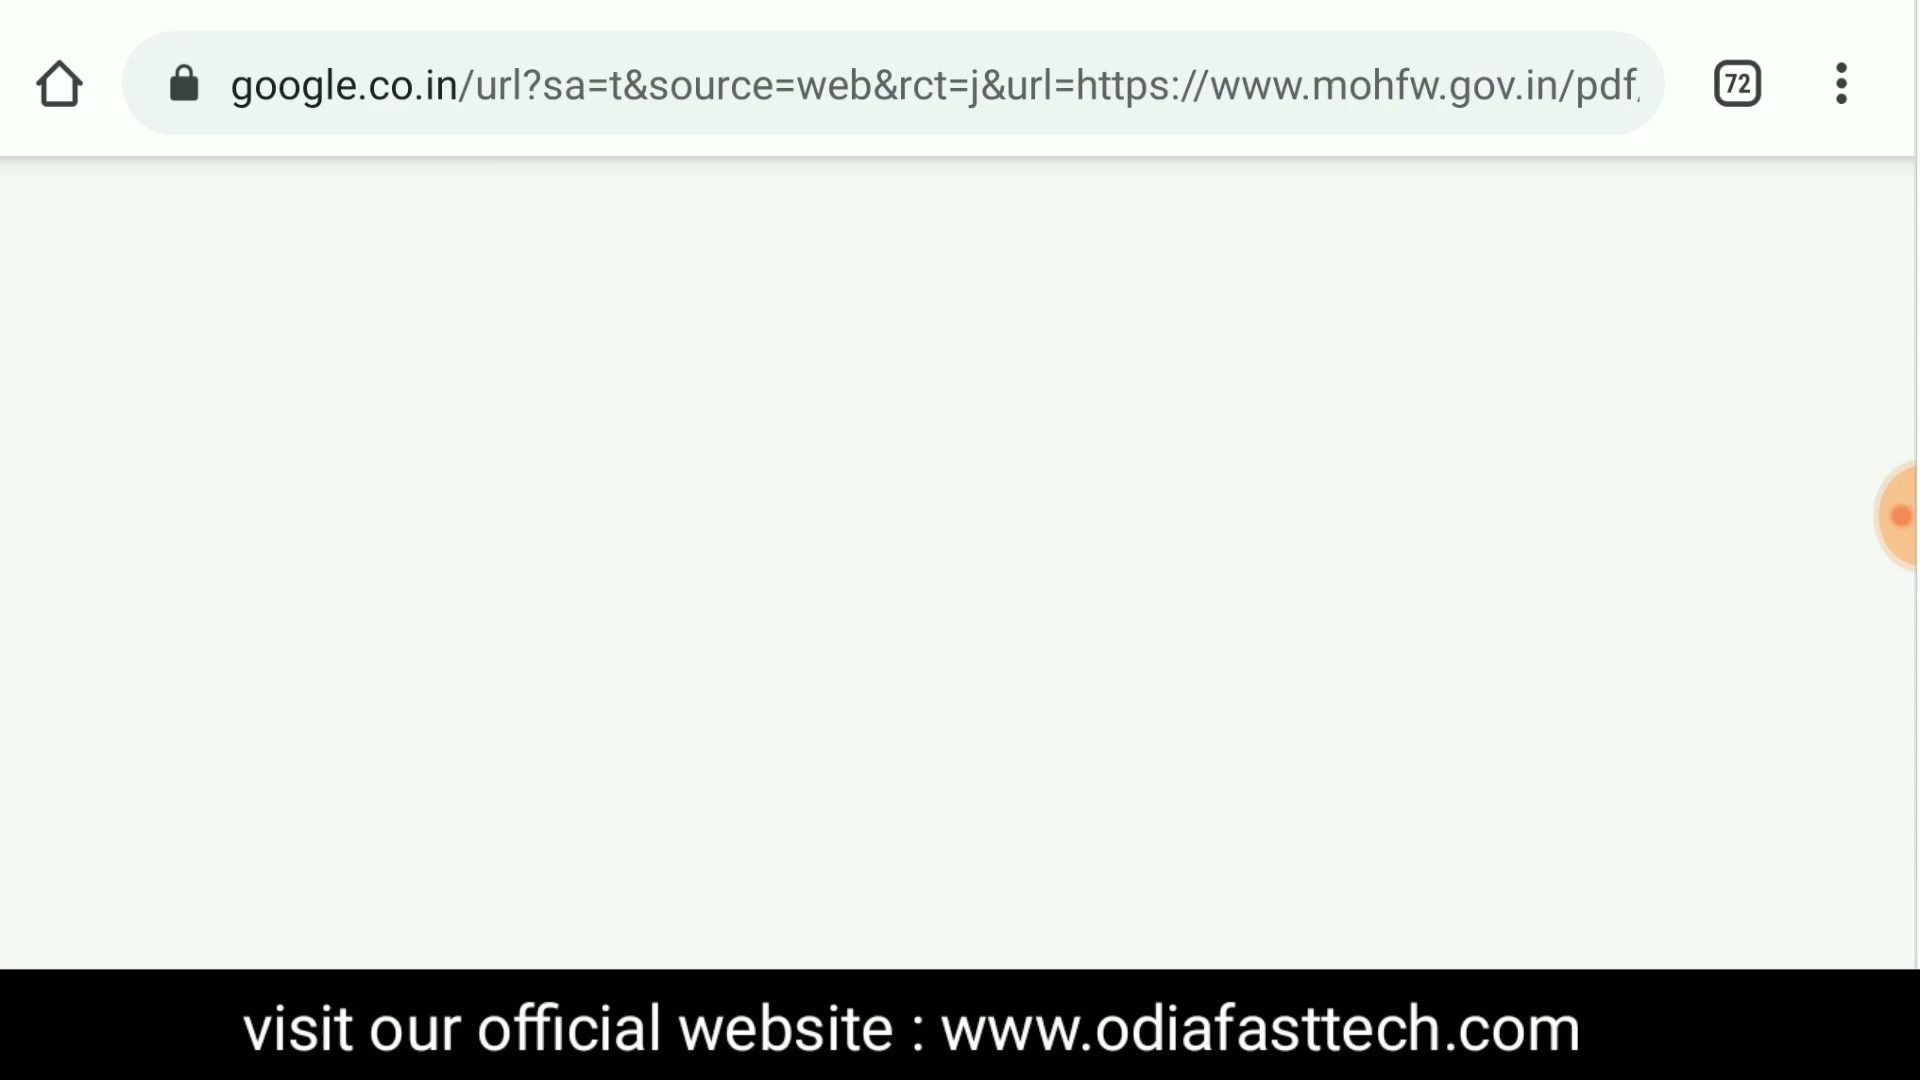 google.co.in/url?sa=t&source=web&rct=j&url=https://www.mohfw.gov.in/pdf
72
visit our official website : www.odiafasttech.com